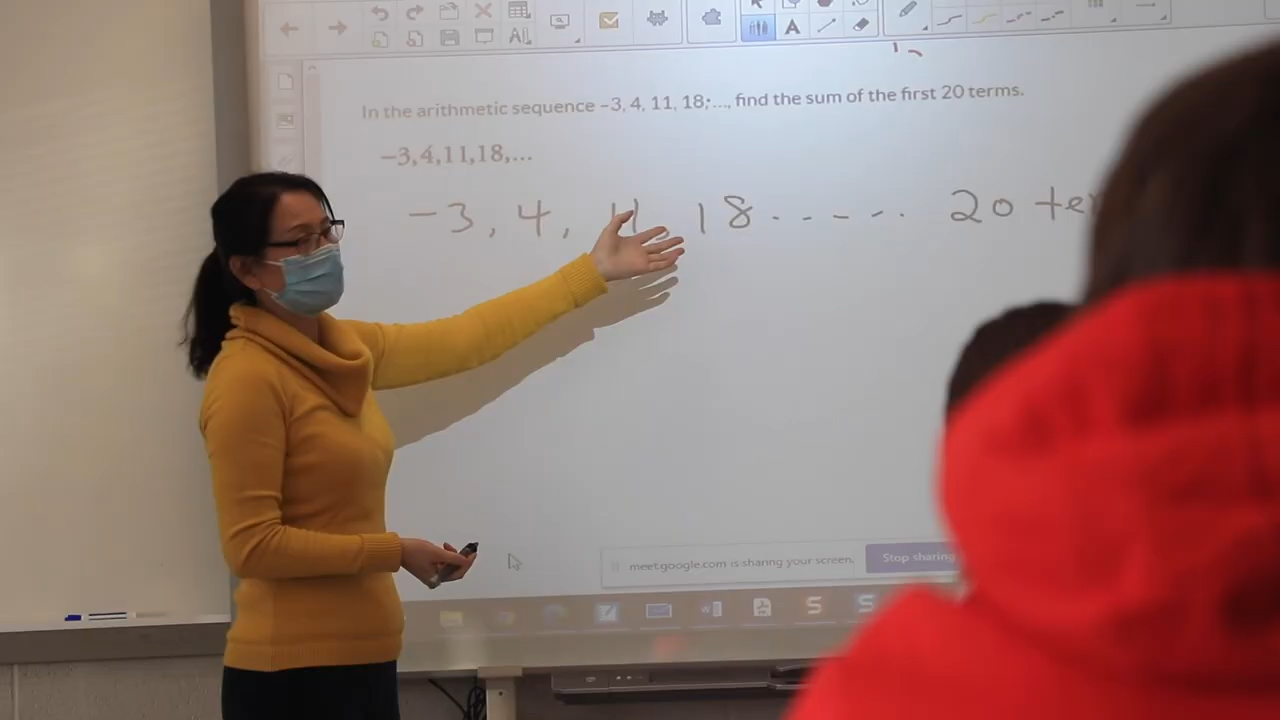 In the arithmetic sequence −3, 4, 11, 18,..., find the sum of the first 20 terms.
−3,4,11,18,...
−3, 4, 11, 18 . - - - . . 20
meet.google.com is sharing your screen. Stop sharing